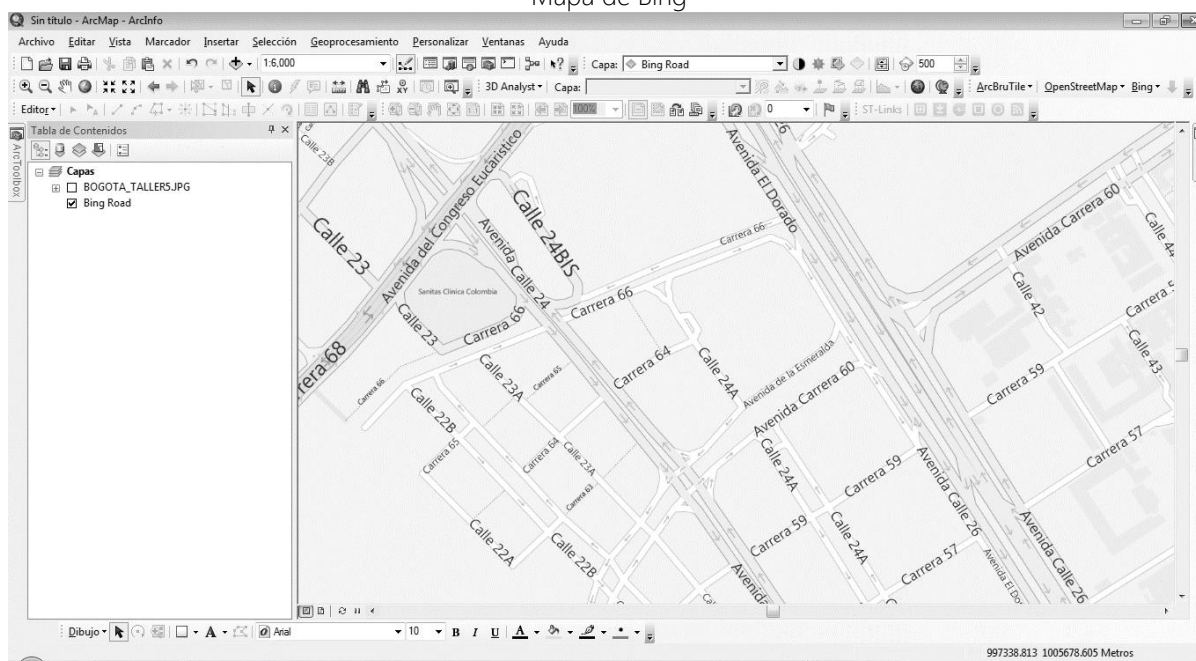 Mapa de Bing
Sin título - ArcMap - ArcInfo
Archivo Editar Vista Marcador Insertar Selección Geoprocesamiento Personalizar Ventanas Ayuda
1:6,000
Capa: Bing Road
500
3D Analyst
Capa:
ArcBruTile
OpenStreetMap
Bing
Editor
100%
0
ST-Links
Tabla de Contenidos
ArcToolbox
Capas
BOGOTA_TALLER5.JPG
Bing Road
Calle 23B
Avenida del Congreso Eucarístico
Calle 24BIS
Avenida El Dorado
Carrera 66
Avenida Carrera 60
Calle 44
Calle 23
Avenida Calle 24
Sanitas Clinica Colombia
Carrera 66
Calle 42
Calle 23
Carrera 66
Carrera 64
Calle 24A
Avenida de la Esmeralda
Avenida Carrera 60
Carrera 59
Calle 43
Calle 23A
Carrera 65
Carrera 66
Calle 22B
Carrera 65
Carrera 64
Calle 23A
Carrera 63
Calle 24A
Carrera 59
Carrera 57
Avenida Calle 26
Calle 22A
Calle 22B
Carrera 59
Calle 24A
Carrera 57
Avenida Calle 26
Dibujo
A
Arial
10
B I U A
997338.813 1005678.605 Metros